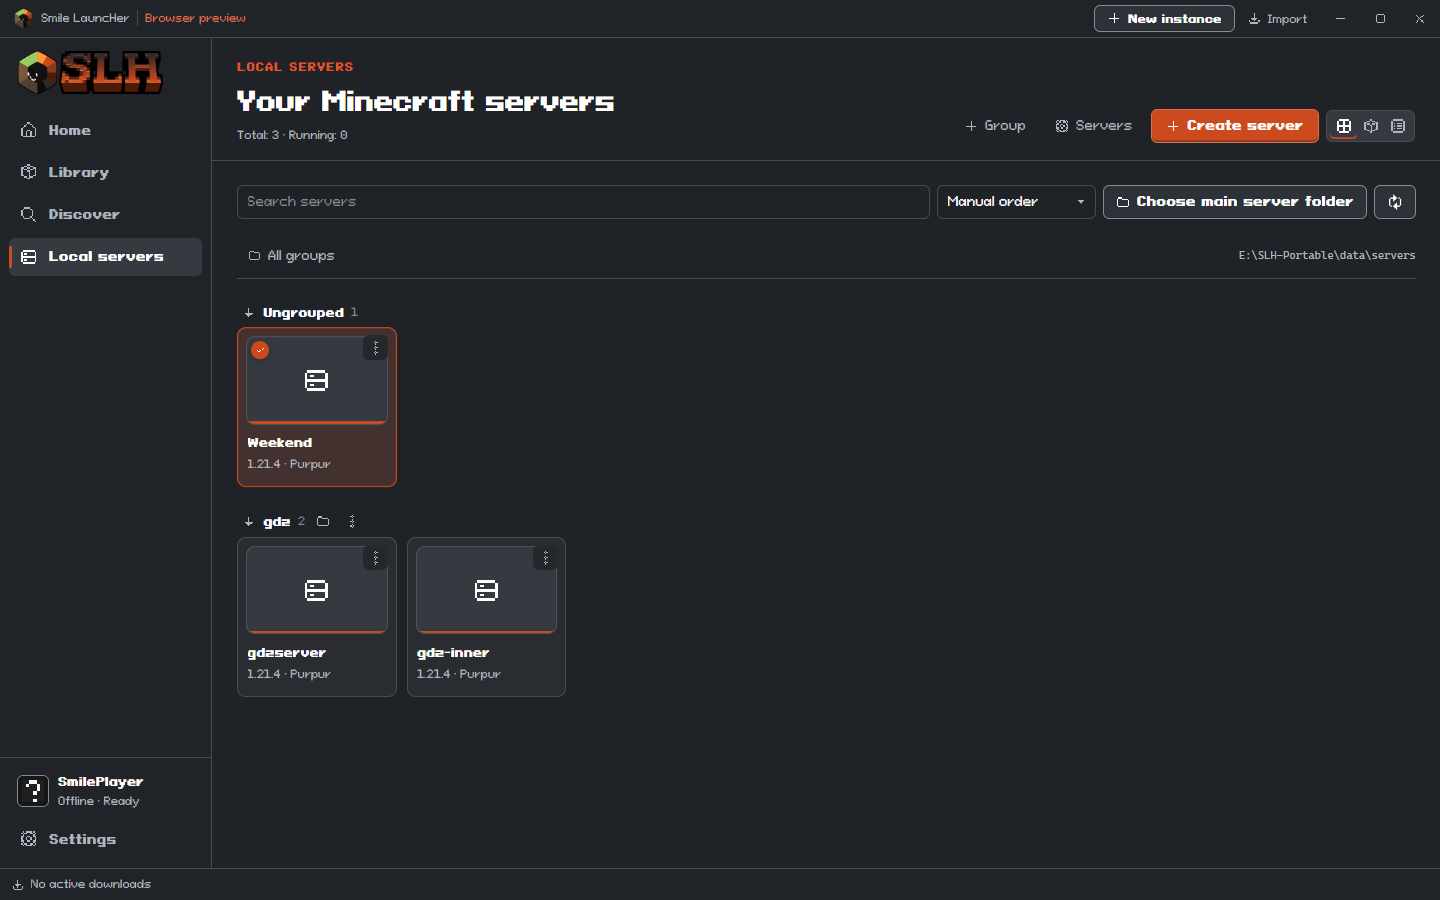 Smile LauncHer Browser preview
New instance Import
SLH
Home
Library
Discover
Local servers
LOCAL SERVERS
Your Minecraft servers
Total: 3 · Running: 0
Group Servers Create server
Search servers
Manual order
Choose main server folder
All groups
E:\SLH-Portable\data\servers
Ungrouped 1
Weekend
1.21.4 · Purpur
gdz 2
gdzserver
1.21.4 · Purpur
gdz-inner
1.21.4 · Purpur
?
SmilePlayer
Offline · Ready
Settings
No active downloads